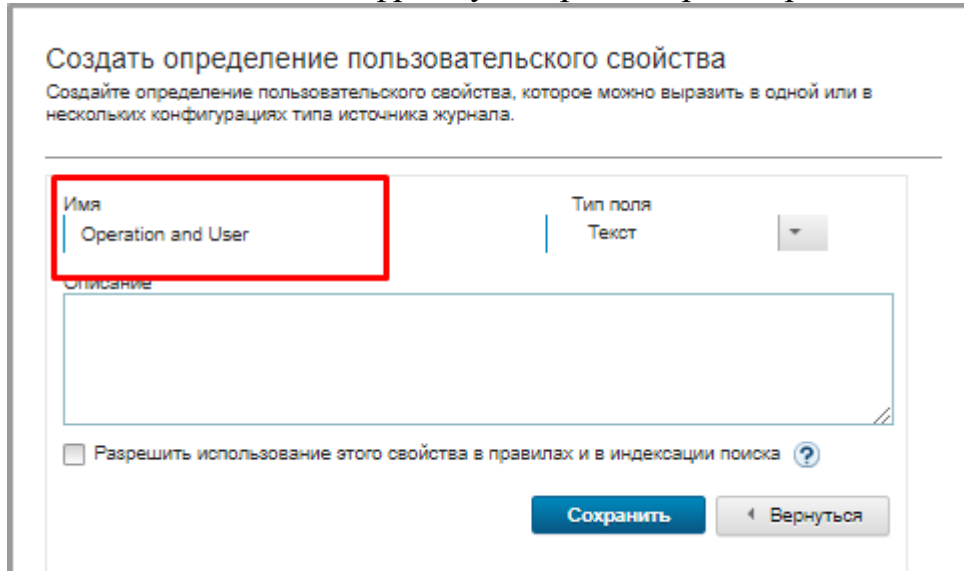 Создать определение пользовательского свойства
Создайте определение пользовательского свойства, которое можно выразить в одной или в
нескольких конфигурациях типа источника журнала.
Имя
Тип поля
Operation and User
Текст
Описание
Разрешить использование этого свойства в правилах и в индексации поиска ?
Сохранить
Вернуться